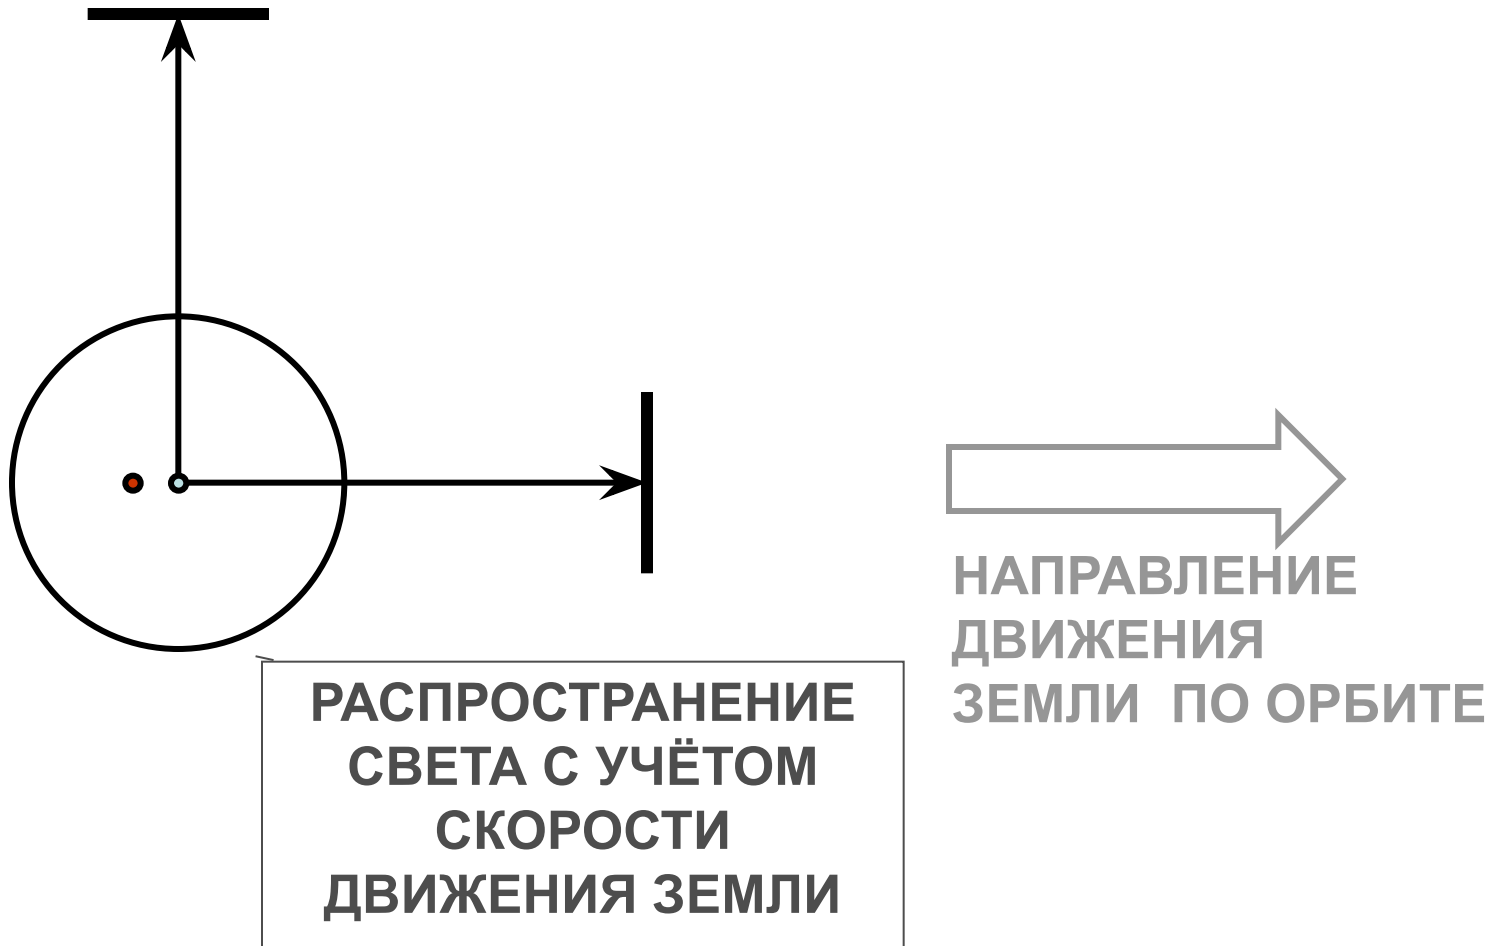 НАПРАВЛЕНИЕ
ДВИЖЕНИЯ
ЗЕМЛИ ПО ОРБИТЕ
РАСПРОСТРАНЕНИЕ
СВЕТА С УЧЁТОМ
СКОРОСТИ
ДВИЖЕНИЯ ЗЕМЛИ